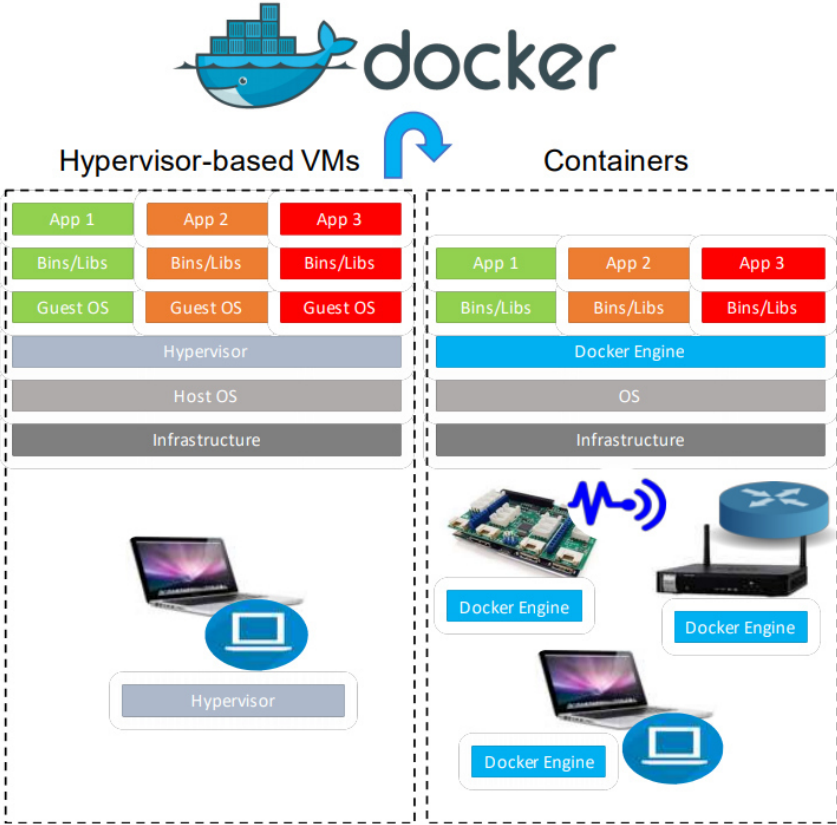 docker
Hypervisor-based VMs
Containers
App 1 App 2 App 3
Bins/Libs Bins/Libs Bins/Libs
Guest OS Guest OS Guest OS
Hypervisor
Host OS
Infrastructure
Hypervisor
App 1 App 2 App 3
Bins/Libs Bins/Libs Bins/Libs
Docker Engine
OS
Infrastructure
Docker Engine
Docker Engine
Docker Engine